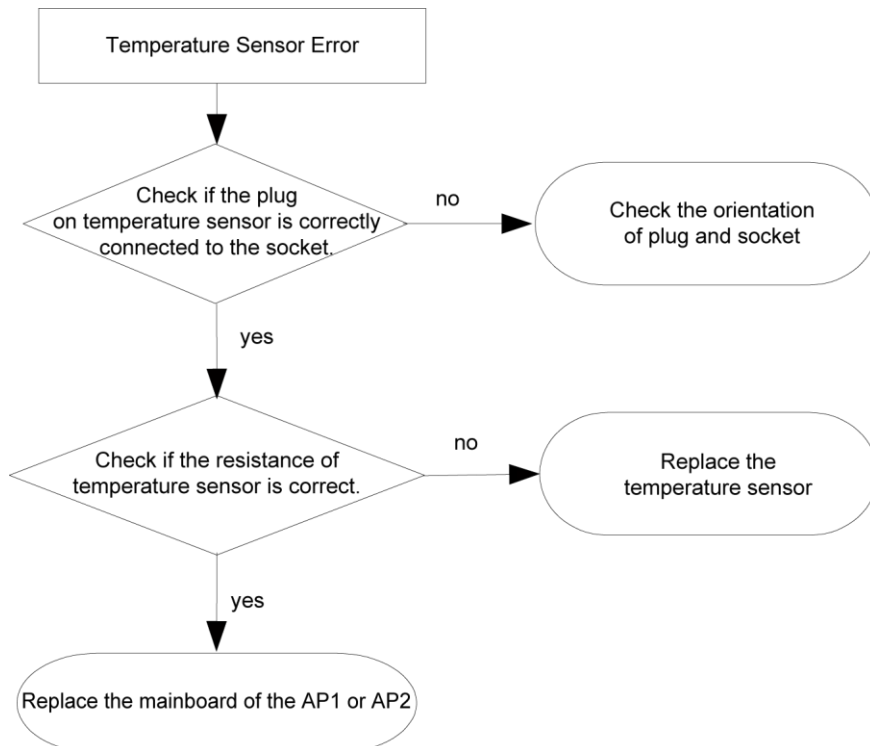 Temperature Sensor Error
Check if the plug
on temperature sensor is correctly
connected to the socket.
no
Check the orientation
of plug and socket
yes
Check if the resistance of
temperature sensor is correct.
no
Replace the
temperature sensor
yes
Replace the mainboard of the AP1 or AP2